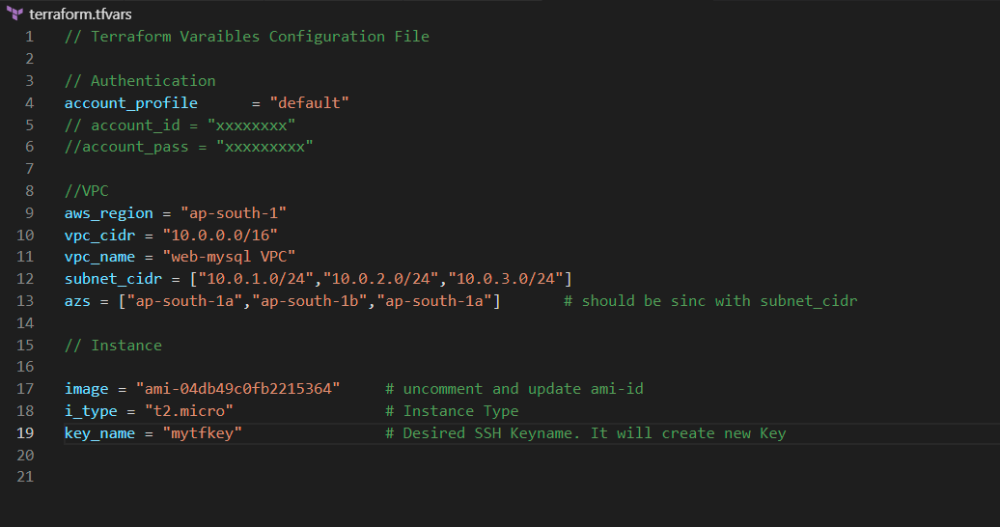 terraform.tfvars
1 // Terraform Varaibles Configuration File
2
3 // Authentication
4 account_profile      = "default"
5 // account_id = "xxxxxxxx"
6 //account_pass = "xxxxxxxxx"
7
8 //VPC
9 aws_region = "ap-south-1"
10 vpc_cidr = "10.0.0.0/16"
11 vpc_name = "web-mysql VPC"
12 subnet_cidr = ["10.0.1.0/24","10.0.2.0/24","10.0.3.0/24"]
13 azs = ["ap-south-1a","ap-south-1b","ap-south-1a"]       # should be sinc with subnet_cidr
14
15 // Instance
16
17 image = "ami-04db49c0fb2215364"     # uncomment and update ami-id
18 i_type = "t2.micro"                 # Instance Type
19 key_name = "mytfkey"                # Desired SSH Keyname. It will create new Key
20
21